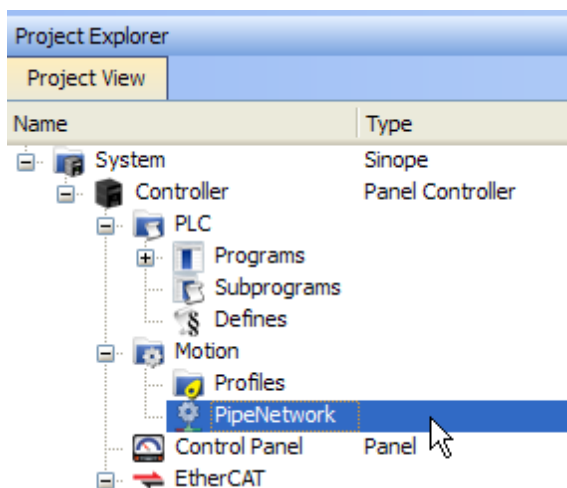 Project Explorer
Project View
Name Type
System Sinope
Controller Panel Controller
PLC
Programs
Subprograms
Defines
Motion
Profiles
PipeNetwork
Control Panel Panel
EtherCAT